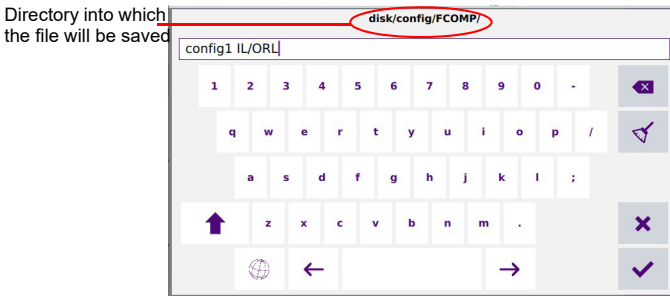 Directory into which
the file will be saved
disk/config/FCOMP/
config1 IL/ORL
1 2 3 4 5 6 7 8 9 0 -
q w e r t y u i o p /
a s d f g h j k l ;
z x c v b n m .